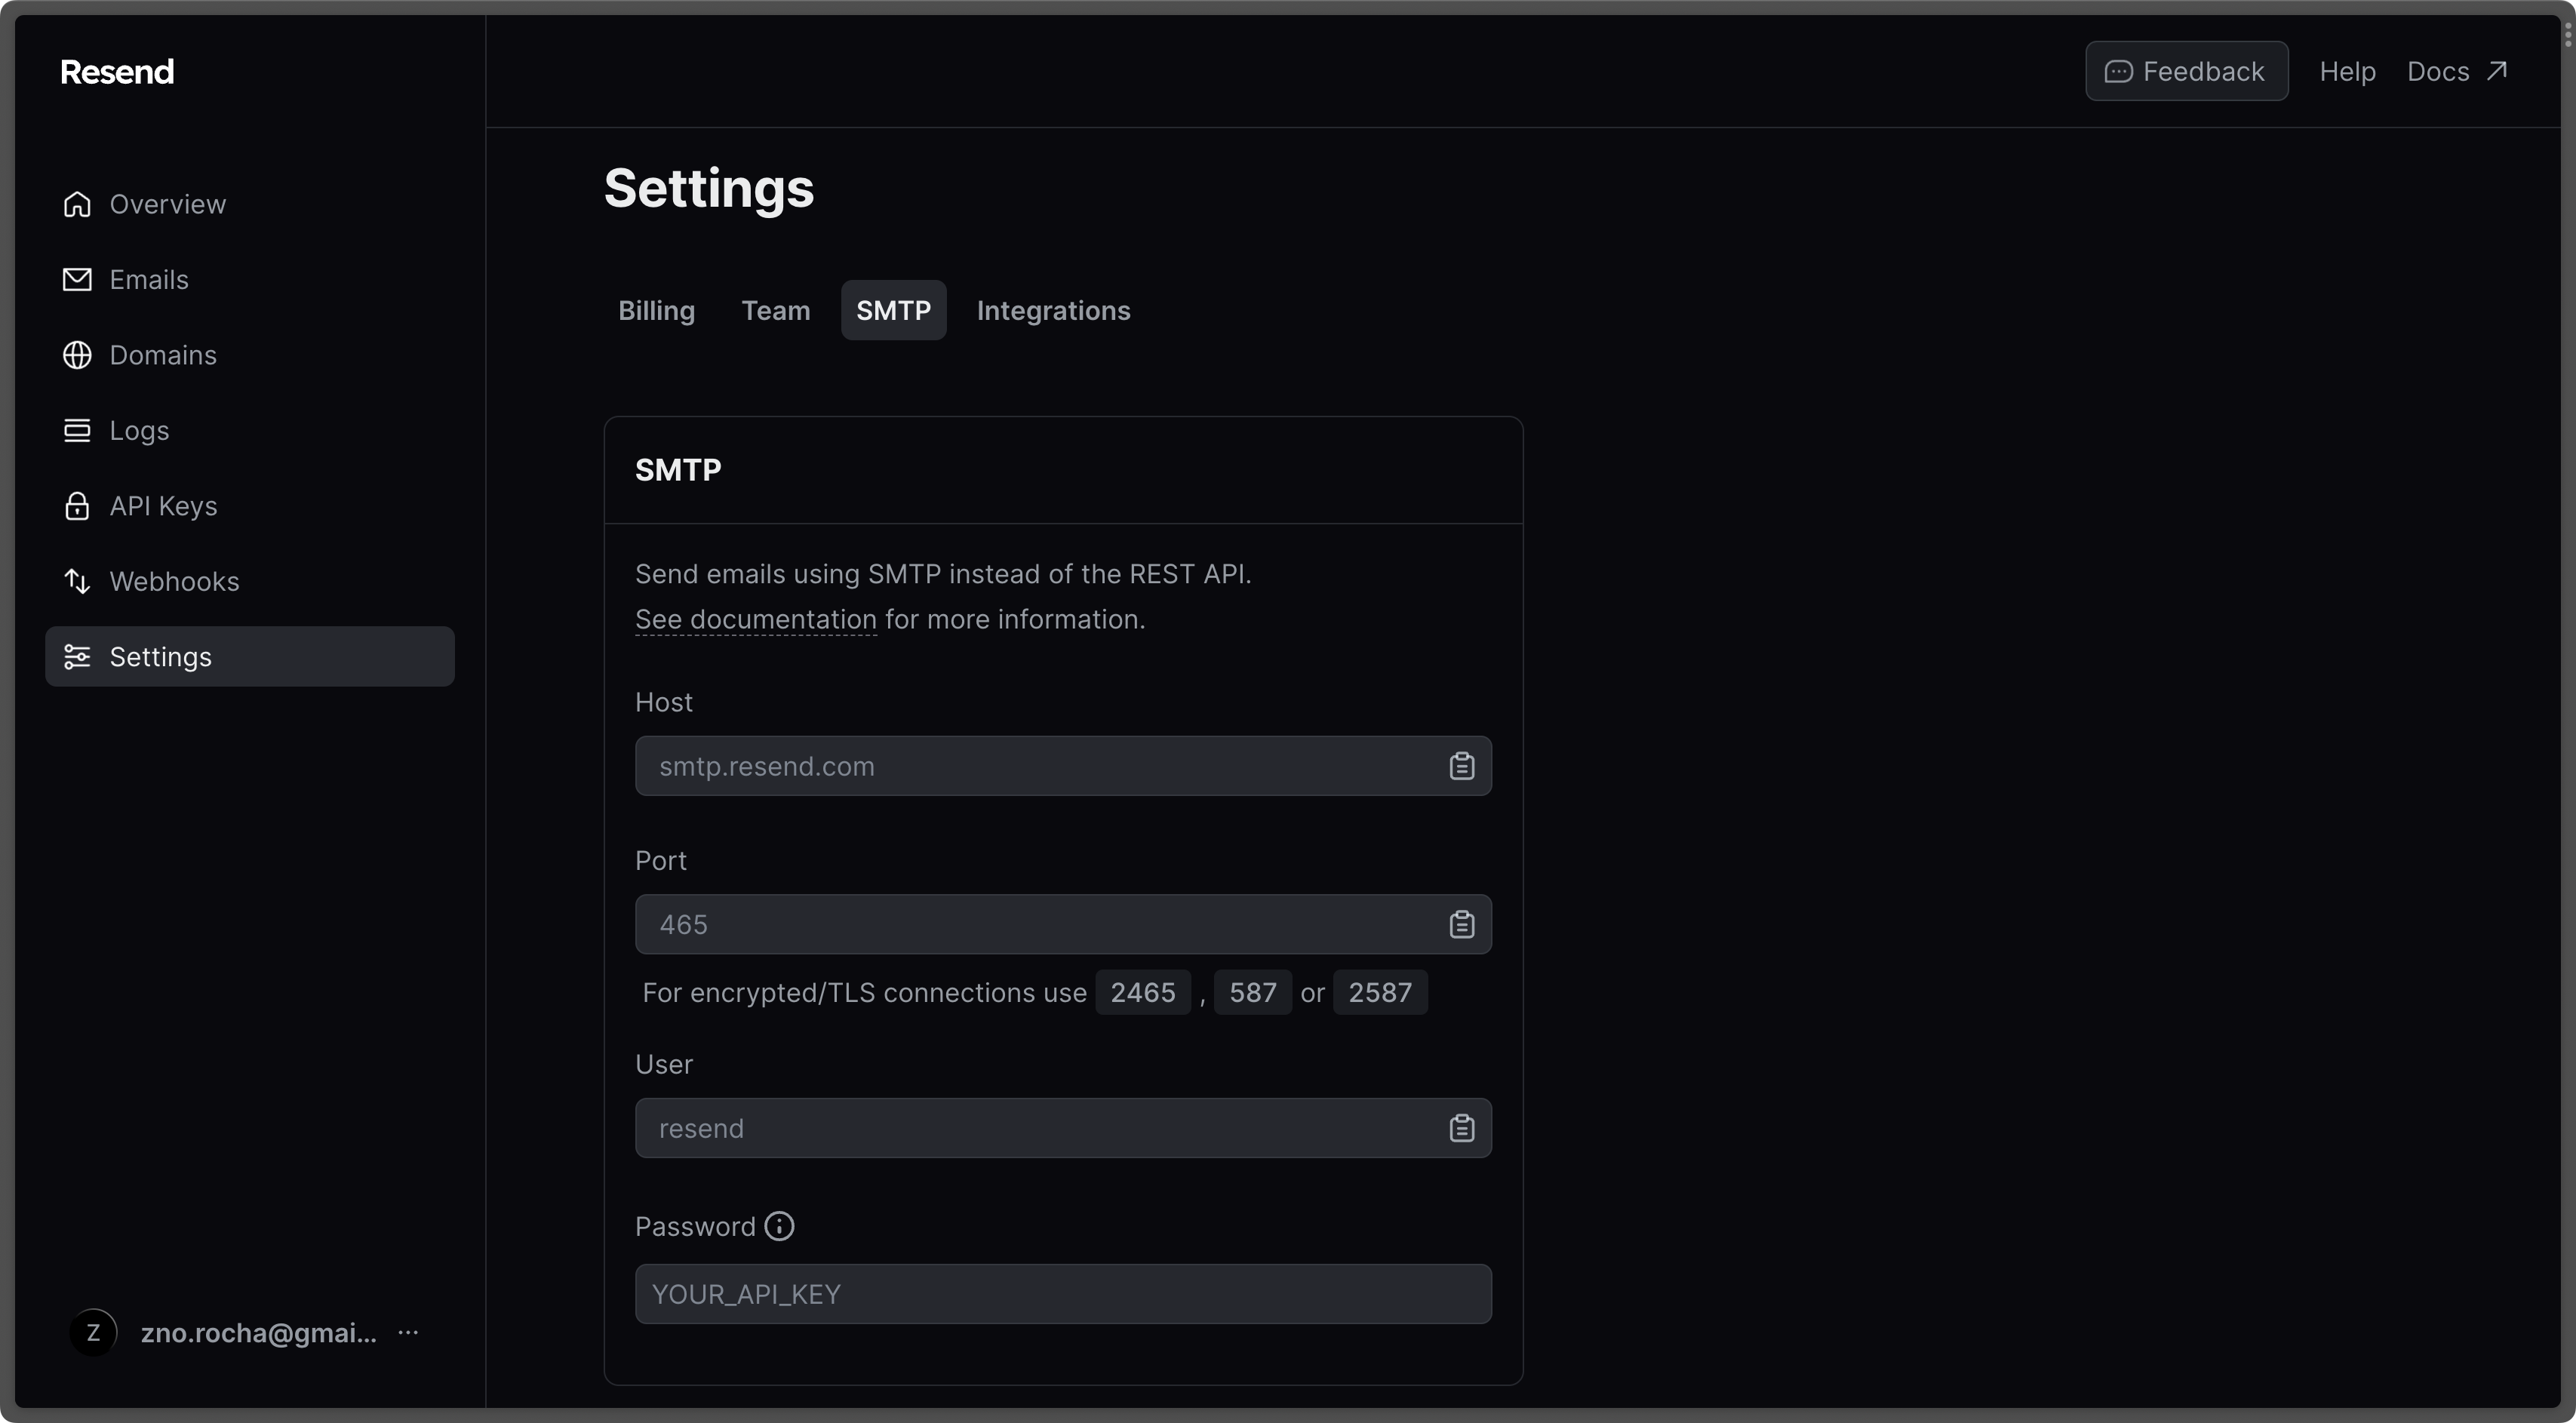 Resend
Feedback
Help
Docs
Overview
Emails
Domains
Logs
API Keys
Webhooks
Settings
Settings
Billing
Team
SMTP
Integrations
SMTP
Send emails using SMTP instead of the REST API.
See documentation for more information.
Host
smtp.resend.com
Port
465
For encrypted/TLS connections use 2465 , 587 or 2587
User
resend
Password
YOUR_API_KEY
Z
zno.rocha@gmai...